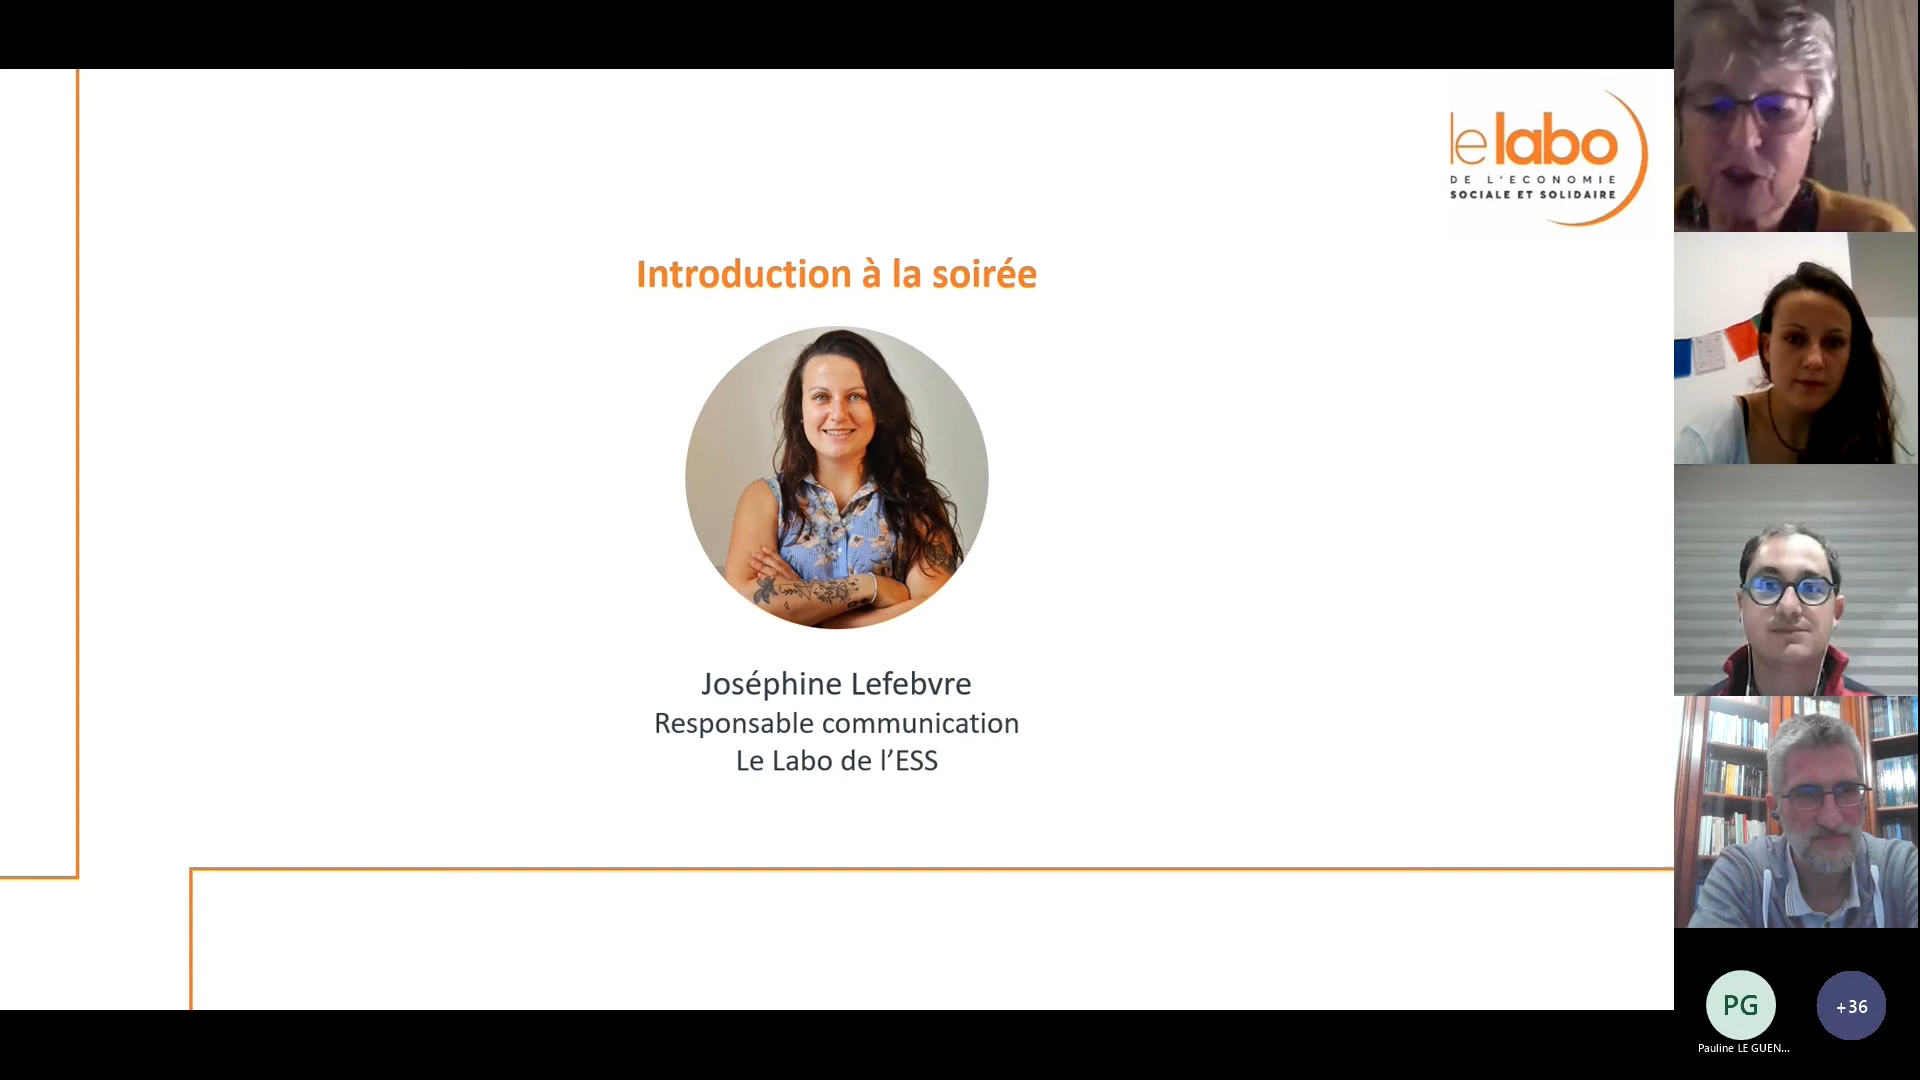 le labo
DE L'ECONOMIE
SOCIALE ET SOLIDAIRE
Introduction à la soirée
Joséphine Lefebvre
Responsable communication
Le Labo de l'ESS
PG
+36
Pauline LE GUEN...